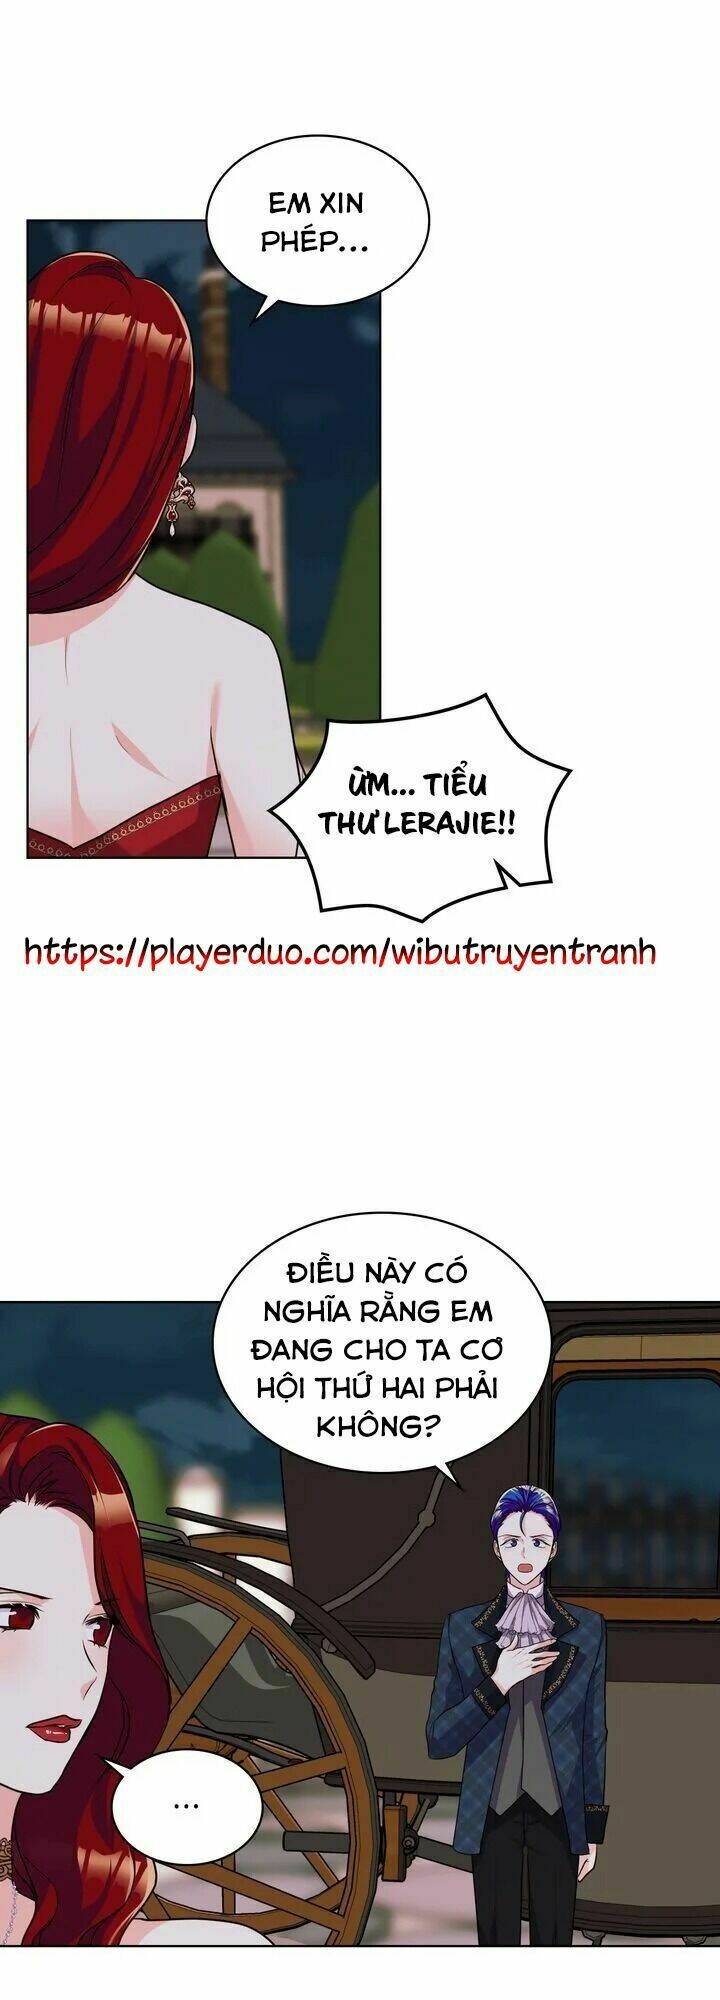 EM XIN
PHÉP...
ỪM... TIỂU
THƯ LERAJIE!!
https://playerduo.com/wibutruyentranh
ĐIỀU NÀY CÓ
NGHĨA RẰNG EM
ĐANG CHO TA CƠ
HỘI THỨ HAI PHẢI
KHÔNG?
...